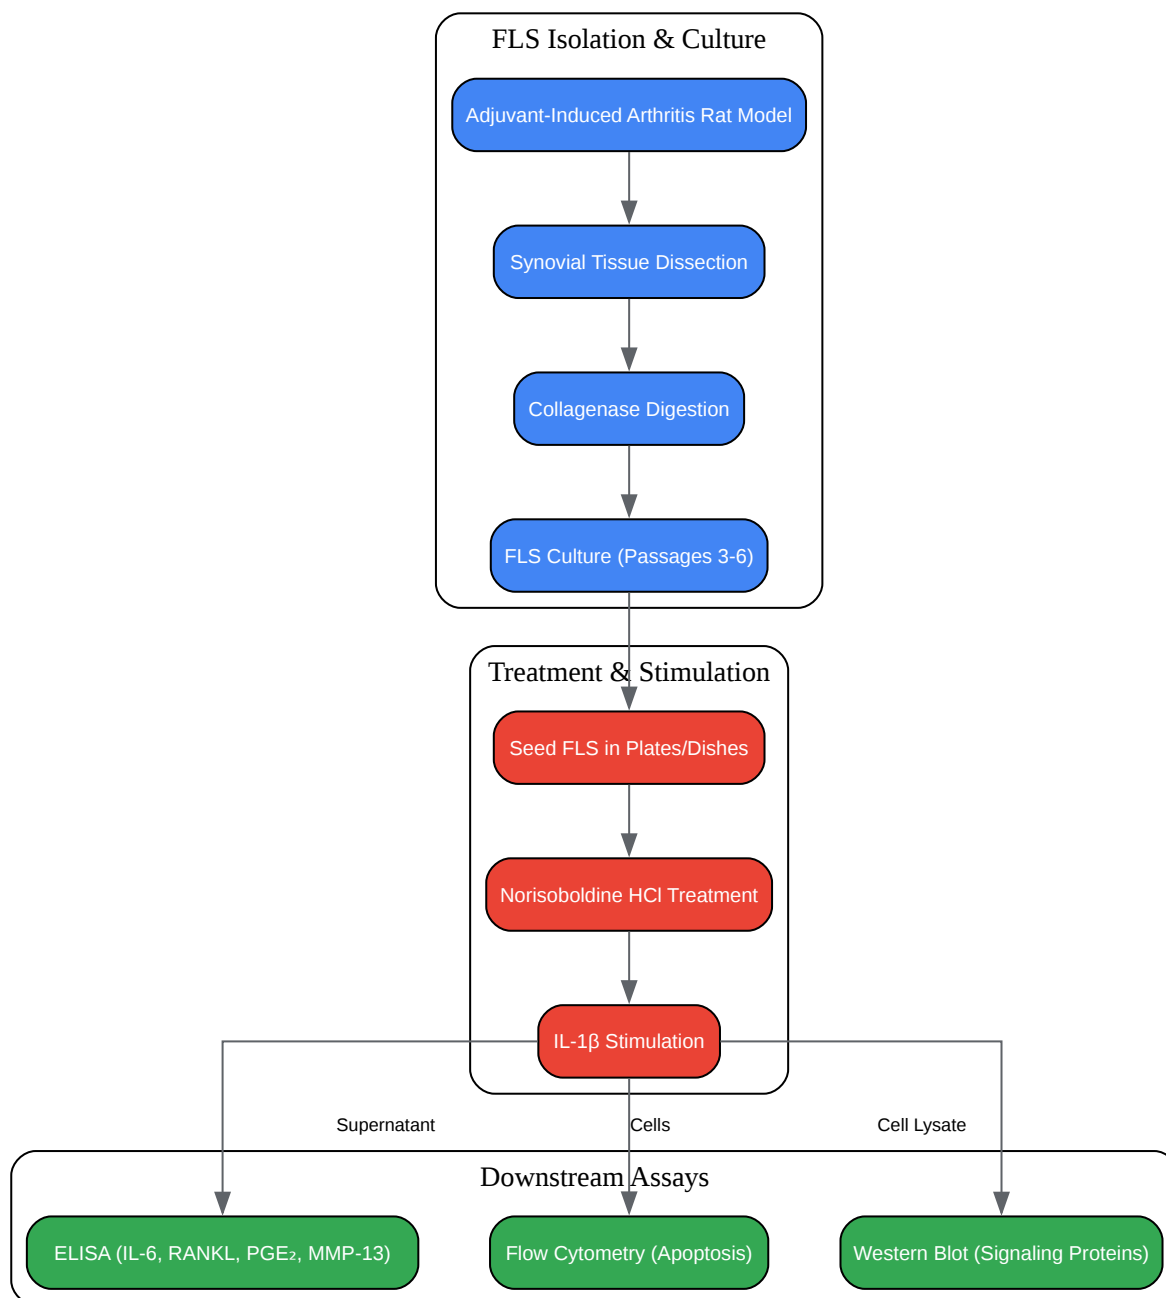 FLS Isolation & Culture
Adjuvant-Induced Arthritis Rat Model
Synovial Tissue Dissection
Collagenase Digestion
FLS Culture (Passages 3-6)
Treatment & Stimulation
Seed FLS in Plates/Dishes
Norisoboldine HCl Treatment
IL-1β Stimulation
Supernatant
Cells
Cell Lysate
Downstream Assays
ELISA (IL-6, RANKL, PGE₂, MMP-13)
Flow Cytometry (Apoptosis)
Western Blot (Signaling Proteins)